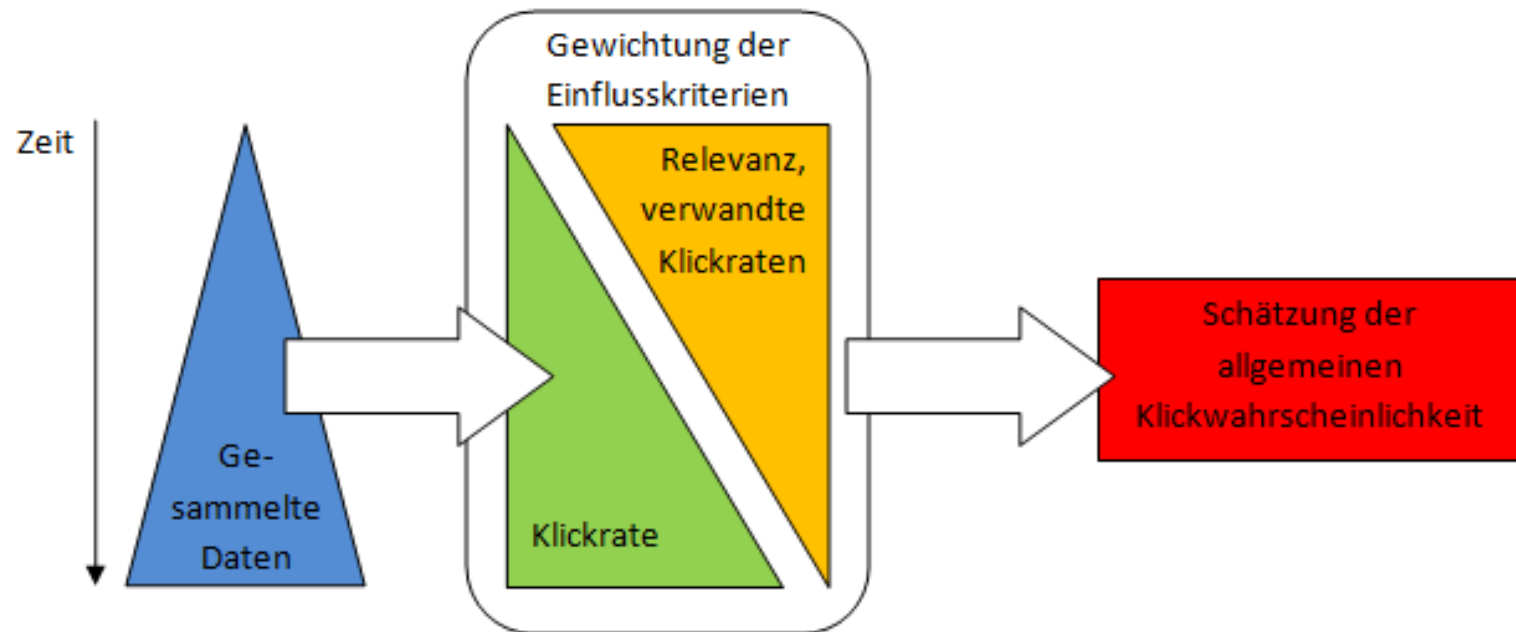 Zeit
Ge-
sammelte
Daten
Gewichtung der
Einflusskriterien
Relevanz,
verwandte
Klickraten
Klickrate
Schätzung der
allgemeinen
Klickwahrscheinlichkeit